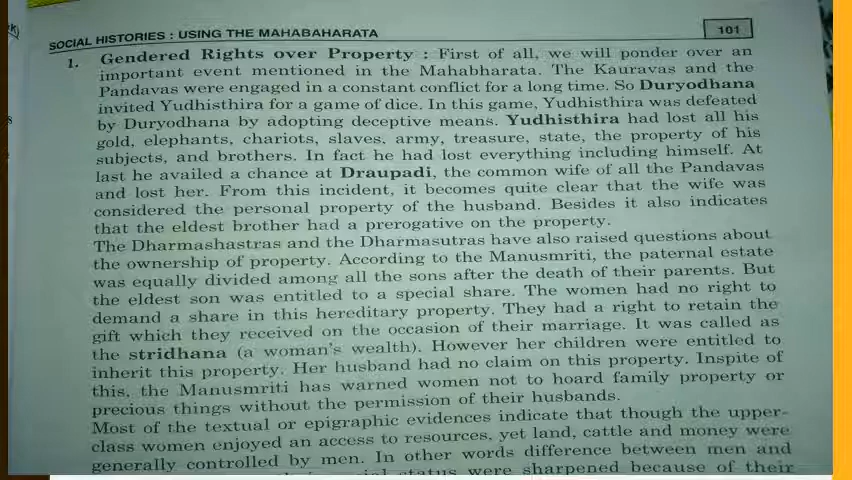 SOCIAL HISTORIES : USING THE MAHABAHARATA
101
1. Gendered Rights over Property : First of all, we will ponder over an
important event mentioned in the Mahabharata. The Kauravas and the
Pandavas were engaged in a constant conflict for a long time. So Duryodhana
invited Yudhisthira for a game of dice. In this game, Yudhisthira was defeated
by Duryodhana by adopting deceptive means. Yudhisthira had lost all his
gold, elephants, chariots, slaves, army, treasure, state, the property of his
subjects, and brothers. In fact he had lost everything including himself. At
last he availed a chance at Draupadi, the common wife of all the Pandavas
and lost her. From this incident, it becomes quite clear that the wife was
considered the personal property of the husband. Besides it also indicates
that the eldest brother had a prerogative on the property.
The Dharmashastras and the Dharmasutras have also raised questions about
the ownership of property. According to the Manusmriti, the paternal estate
was equally divided among all the sons after the death of their parents. But
the eldest son was entitled to a special share. The women had no right to
demand a share in this hereditary property. They had a right to retain the
gift which they received on the occasion of their marriage. It was called as
the stridhana (a woman's wealth). However her children were entitled to
inherit this property. Her husband had no claim on this property. Inspite of
this, the Manusmriti has warned women not to hoard family property or
precious things without the permission of their husbands.
Most of the textual or epigraphic evidences indicate that though the upper-
class women enjoyed an access to resources, yet land, cattle and money were
generally controlled by men. In other words difference between men and
status were sharpened because of their